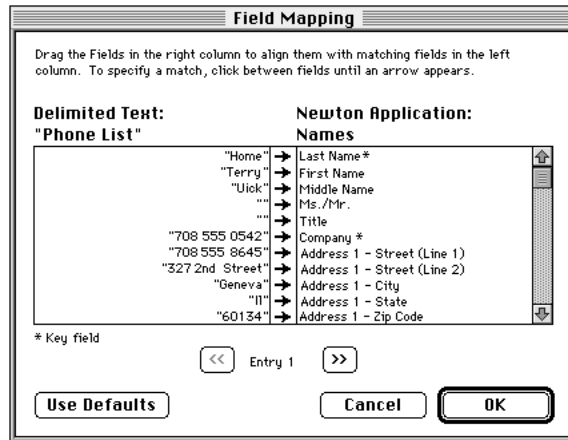 Field Mapping
Drag the Fields in the right column to align them with matching fields in the left
column. To specify a match, click between fields until an arrow appears.
Delimited Text: Newton Application:
"Phone List" Names
"Home" → Last Name*
"Terry" → First Name
"Uick" → Middle Name
"" → Ms./Mr.
"" → Title
"708 555 0542" → Company *
"708 555 8645" → Address 1 - Street (Line 1)
"327 2nd Street" → Address 1 - Street (Line 2)
"Geneva" → Address 1 - City
"Il" → Address 1 - State
"60134" → Address 1 - Zip Code
* Key field
<< Entry 1 >>
Use Defaults Cancel OK